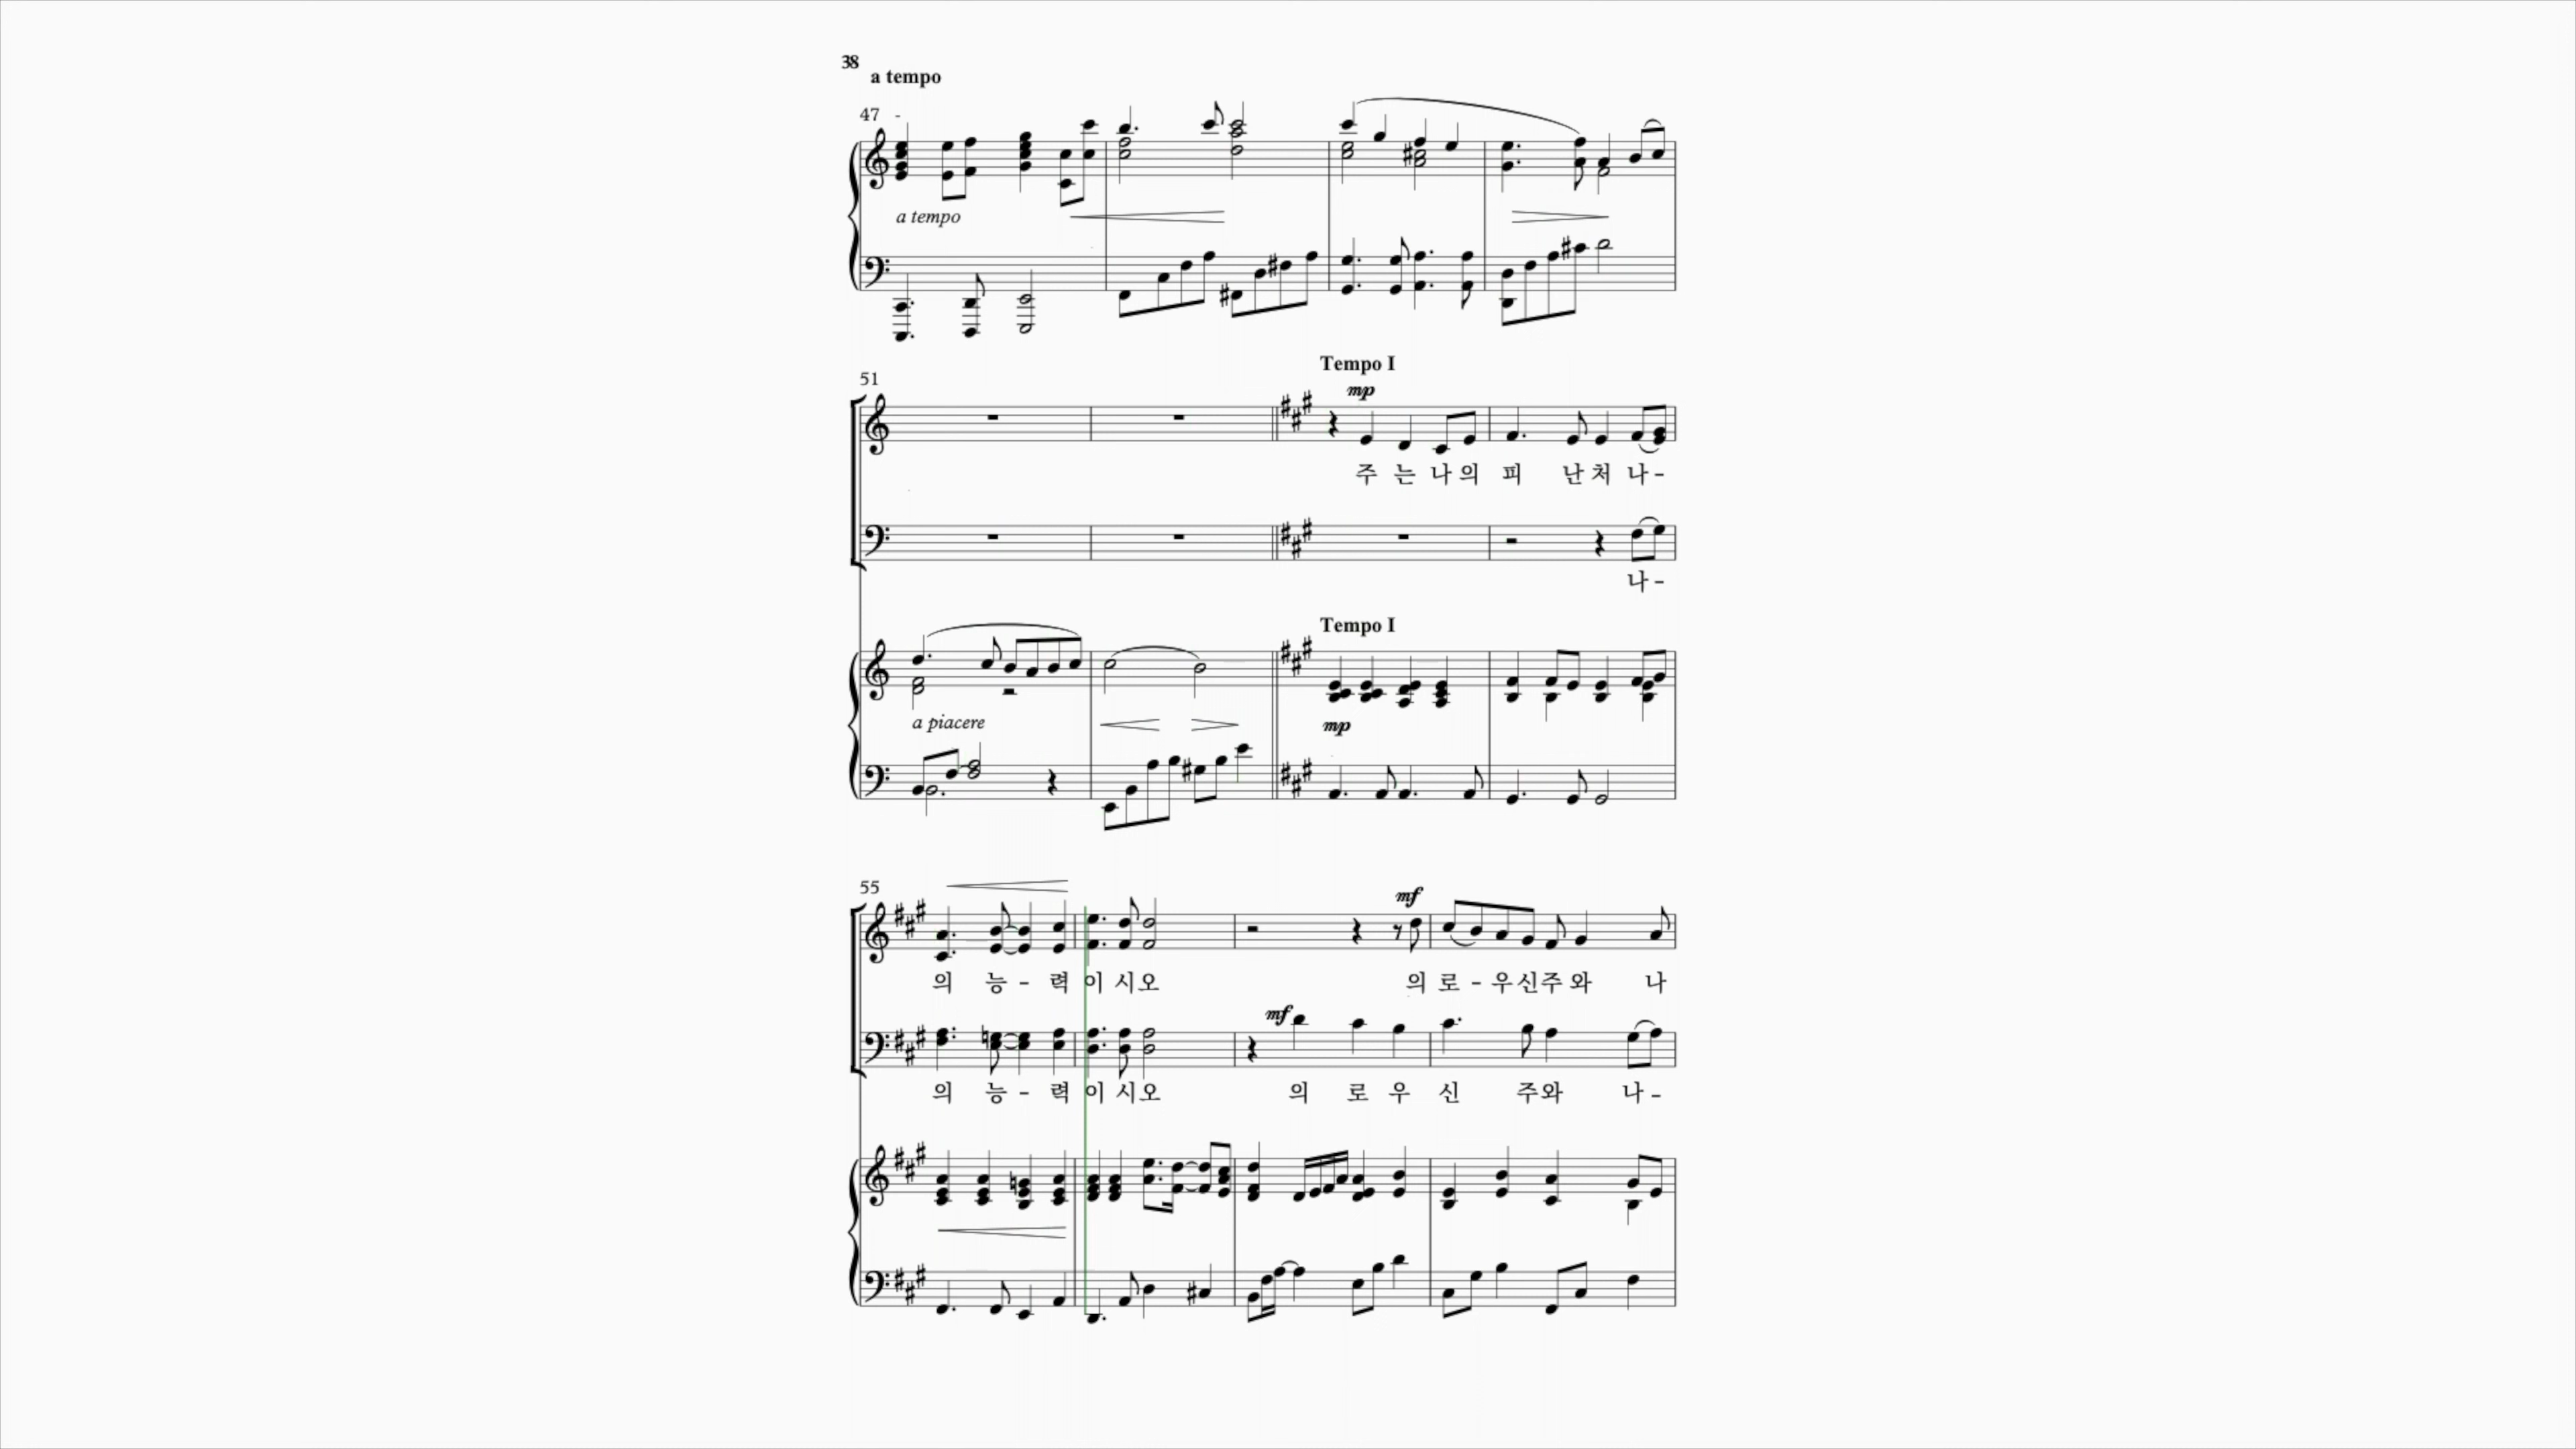 38
a tempo
47
a tempo
51
Tempo I
mp
주 는 나 의 피 난 처 나 -
나 -
Tempo I
a piacere
mp
55
mf
의 능 - 력 이 시 오 의 로 - 우 신 주 와 나
mf
의 능 - 력 이 시 오 의 로 우 신 주 와 나 -